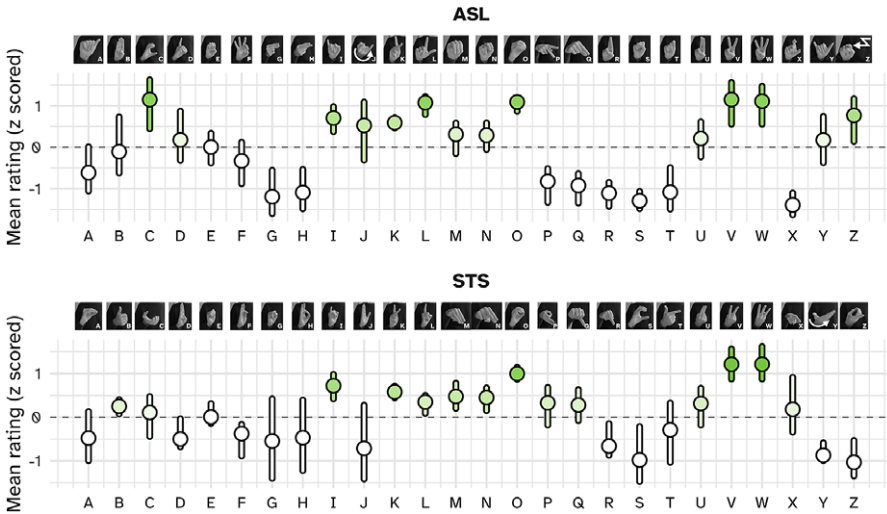 ASL
A B C D E F G H I J K L M N O P Q R S T U V W X Y Z
Mean rating (z scored)
1
0
-1
A B C D E F G H I J K L M N O P Q R S T U V W X Y Z
STS
A B C D E F G H I J K L M N O P Q R S T U V W X Y Z
Mean rating (z scored)
1
0
-1
A B C D E F G H I J K L M N O P Q R S T U V W X Y Z